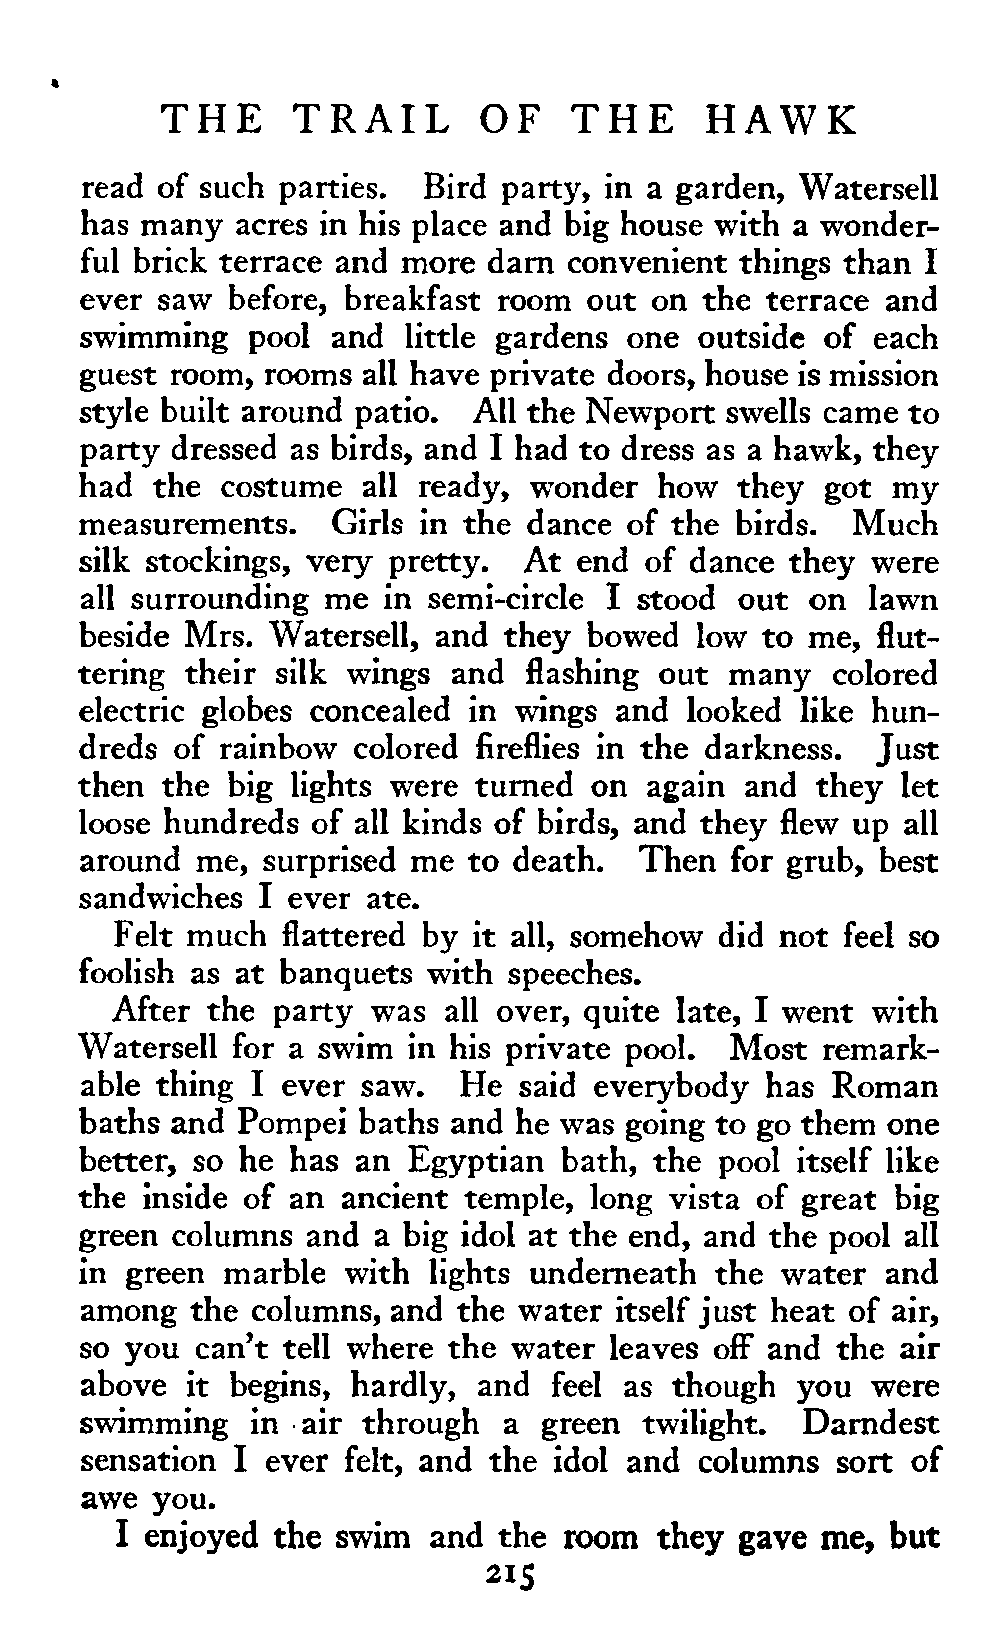 THE TRAIL OF THE HAWK
read of such parties. Bird party, in a garden, Watersell
has many acres in his place and big house with a wonder-
ful brick terrace and more darn convenient things than I
ever saw before, breakfast room out on the terrace and
swimming pool and little gardens one outside of each
guest room, rooms all have private doors, house is mission
style built around patio. All the Newport swells came to
party dressed as birds, and I had to dress as a hawk, they
had the costume all ready, wonder how they got my
measurements. Girls in the dance of the birds. Much
silk stockings, very pretty. At end of dance they were
all surrounding me in semi-circle I stood out on lawn
beside Mrs. Watersell, and they bowed low to me, flut-
tering their silk wings and flashing out many colored
electric globes concealed in wings and looked like hun-
dreds of rainbow colored fireflies in the darkness. Just
then the big lights were turned on again and they let
loose hundreds of all kinds of birds, and they flew up all
around me, surprised me to death. Then for grub, best
sandwiches I ever ate.
Felt much flattered by it all, somehow did not feel so
foolish as at banquets with speeches.
After the party was all over, quite late, I went with
Watersell for a swim in his private pool. Most remark-
able thing I ever saw. He said everybody has Roman
baths and Pompei baths and he was going to go them one
better, so he has an Egyptian bath, the pool itself like
the inside of an ancient temple, long vista of great big
green columns and a big idol at the end, and the pool all
in green marble with lights underneath the water and
among the columns, and the water itself just heat of air,
so you can't tell where the water leaves off and the air
above it begins, hardly, and feel as though you were
swimming in air through a green twilight. Darndest
sensation I ever felt, and the idol and columns sort of
awe you.
I enjoyed the swim and the room they gave me, but
215